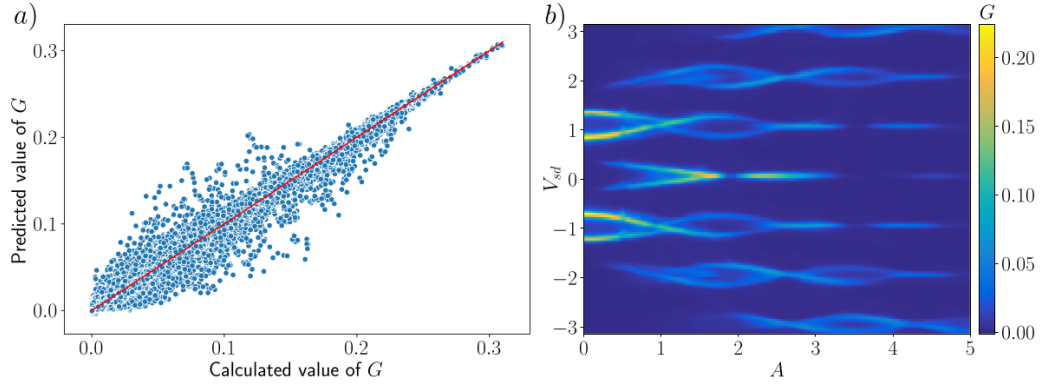 a)
Predicted value of G
0.3
0.2
0.1
0.0
0.0 0.1 0.2 0.3
Calculated value of G
b)
V_sd
3
2
1
0
−1
−2
−3
0 1 2 3 4 5
A
G
0.20
0.15
0.10
0.05
0.00